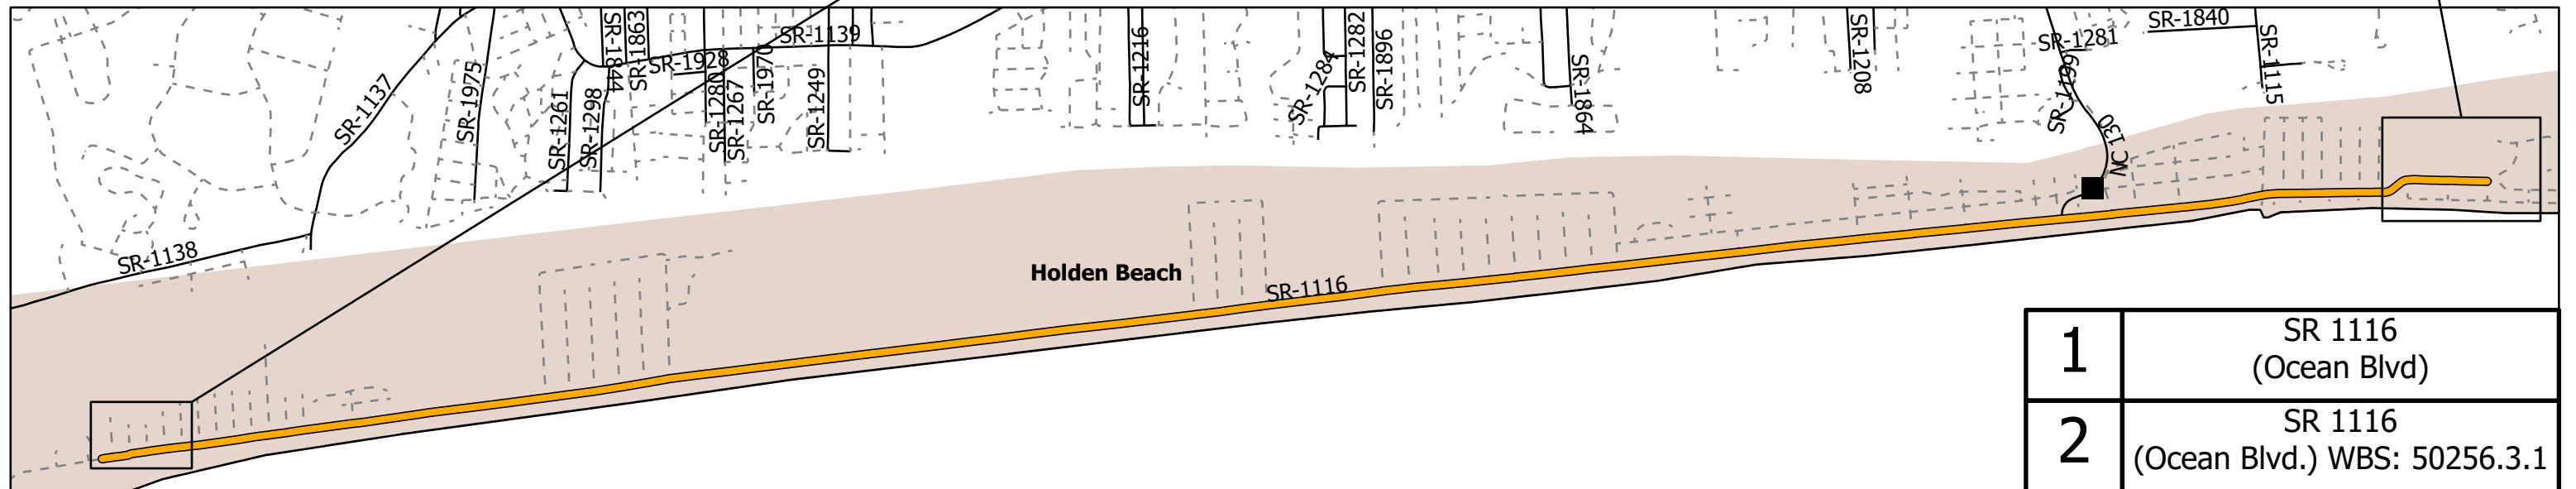 SR-1863
SR-1844
SR-1139
SR-1928
SR-1137
SR-1975
SR-1261
SR-1298
SR-1280
SR-1267
SR-1970
SR-1249
SR-1216
SR-1284
SR-1282
SR-1896
SR-1864
SR-1208
SR-1840
SR-1281
SR-1199
SR-1115
NC 130
SR-1138
Holden Beach
SR-1116
1
SR 1116
(Ocean Blvd)
2
SR 1116
(Ocean Blvd.) WBS: 50256.3.1